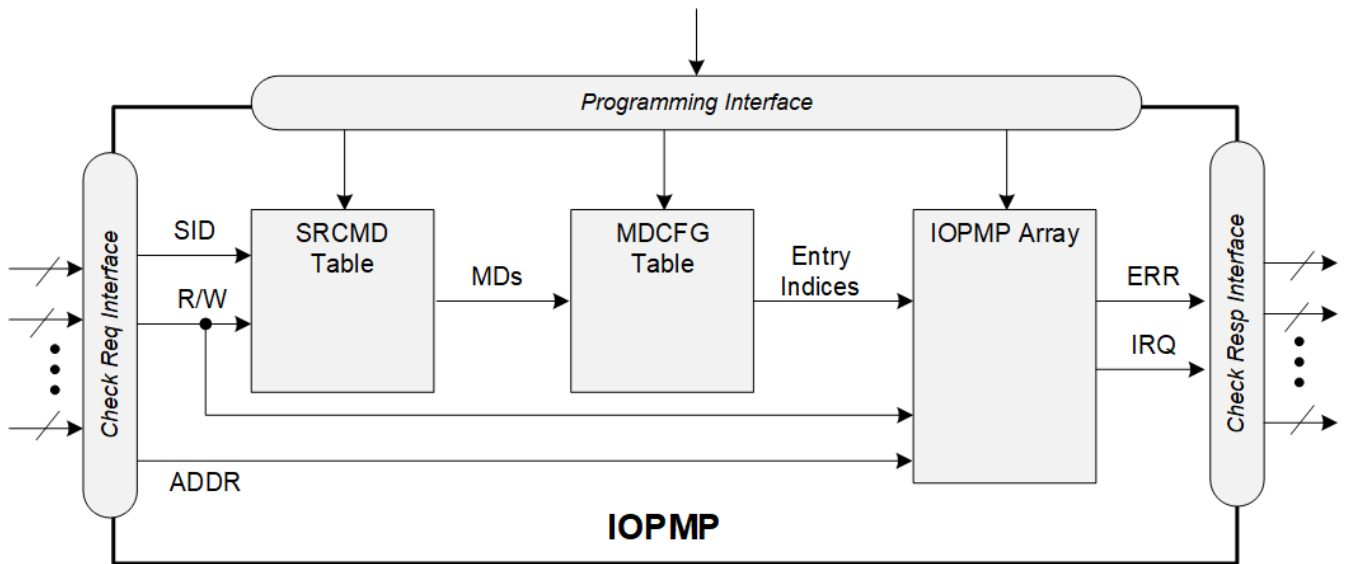 Programming Interface
Check Req Interface
SID
R/W
ADDR
SRCMD
Table
MDs
MDCFG
Table
Entry
Indices
IOPMP Array
ERR
IRQ
Check Resp Interface
IOPMP